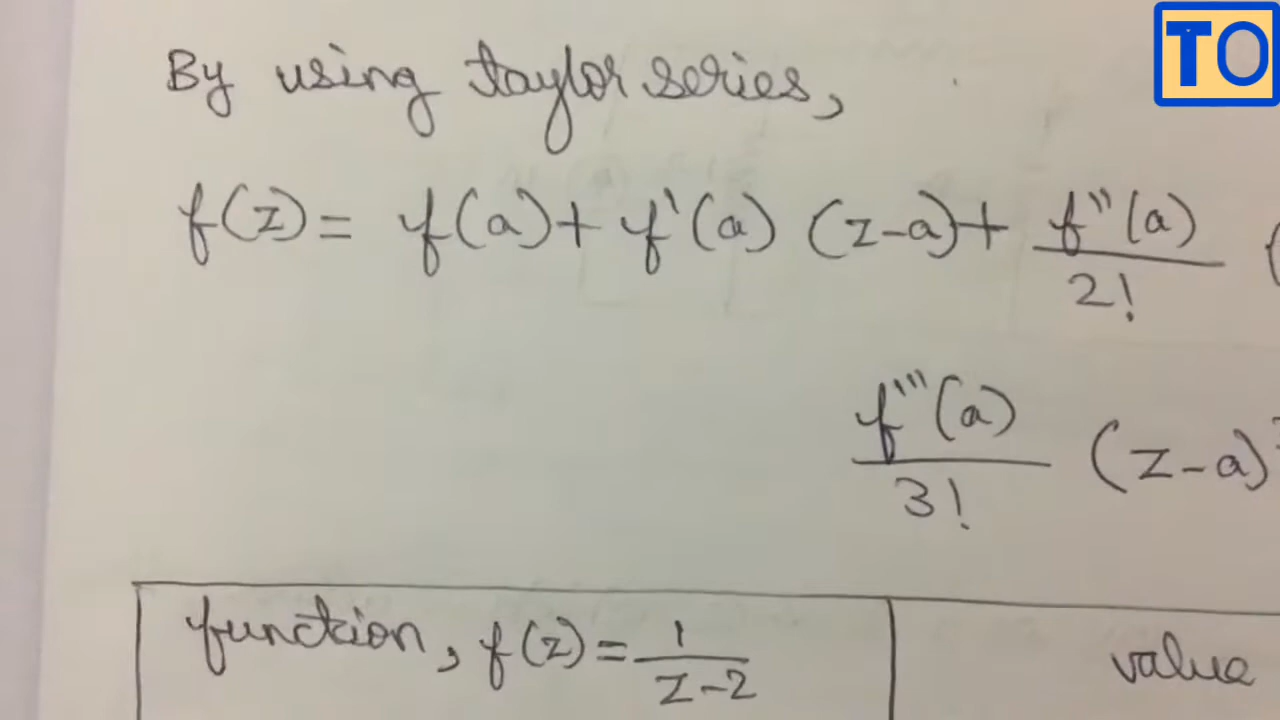 TO
By using taylor series,
f(z) = f(a) + f'(a) (z-a) + f''(a)/2! (
f'''(a)/3! (z-a)
function, f(z) = 1/z-2
value